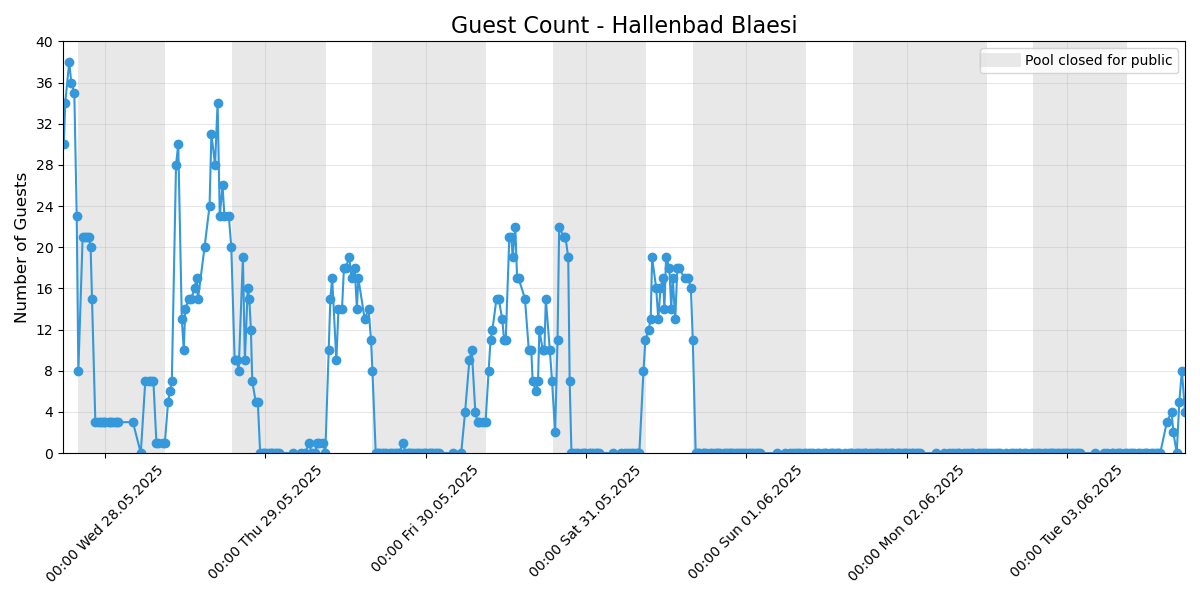 Guest Count - Hallenbad Blaesi
Pool closed for public
Number of Guests
40
36
32
28
24
20
16
12
8
4
0
00:00 Wed 28.05.2025
00:00 Thu 29.05.2025
00:00 Fri 30.05.2025
00:00 Sat 31.05.2025
00:00 Sun 01.06.2025
00:00 Mon 02.06.2025
00:00 Tue 03.06.2025